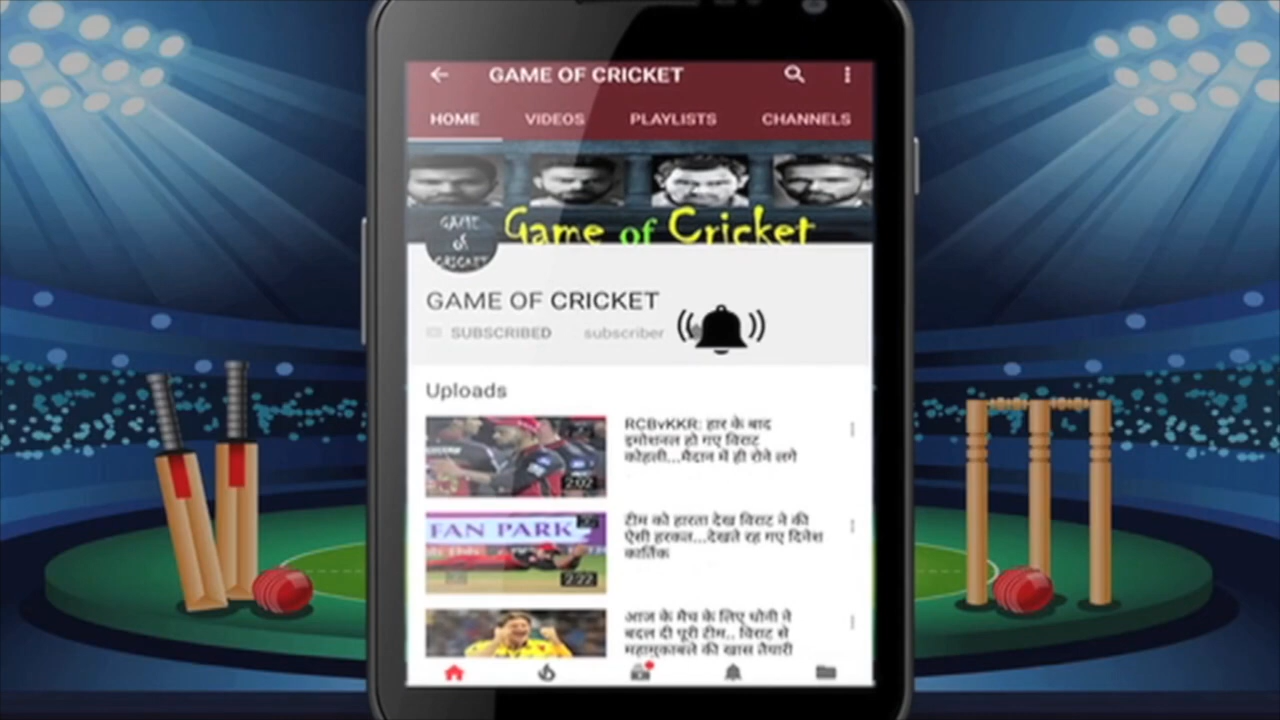 GAME OF CRICKET
HOME VIDEOS PLAYLISTS CHANNELS
Game of Cricket
GAME
of
CRICKET
GAME OF CRICKET
SUBSCRIBED subscriber
Uploads
RCBvKKR: हार के बाद
इमोशनल हो गए विराट
कोहली...मैदान में ही रोने लगे
2:02
टीम को हारता देख विराट ने की
ऐसी हरकत...देखते रह गए दिनेश
कार्तिक
FAN PARK
2:22
आज के मैच के लिए धोनी ने
बदल दी पूरी टीम.. विराट से
महामुकाबले की खास तैयारी